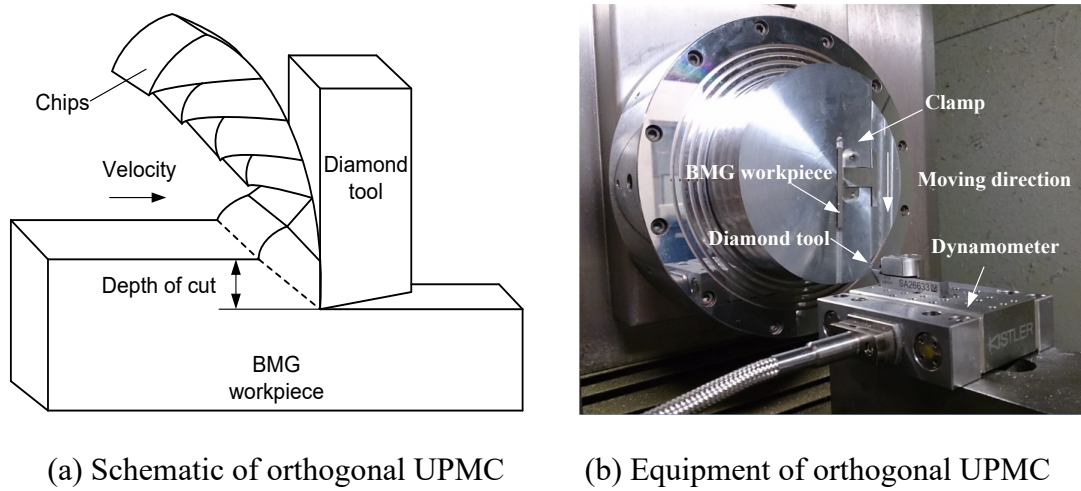 Chips
Velocity
Diamond
tool
Depth of cut
BMG
workpiece
Clamp
BMG workpiece
Moving direction
Diamond tool
Dynamometer
SA26633
KISTLER
(a) Schematic of orthogonal UPMC
(b) Equipment of orthogonal UPMC